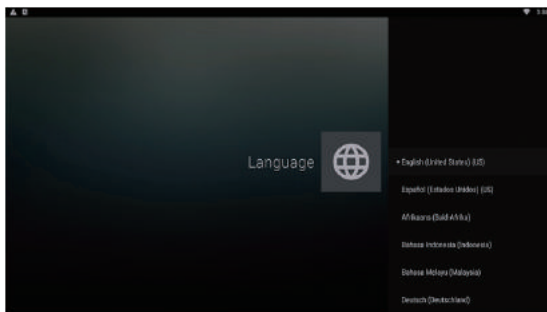 Language
• English (United States) (US)
Español (Estados Unidos) (US)
Afrikaans (Suid-Afrika)
Bahasa Indonesia (Indonesia)
Bahasa Melayu (Malaysia)
Deutsch (Deutschland)